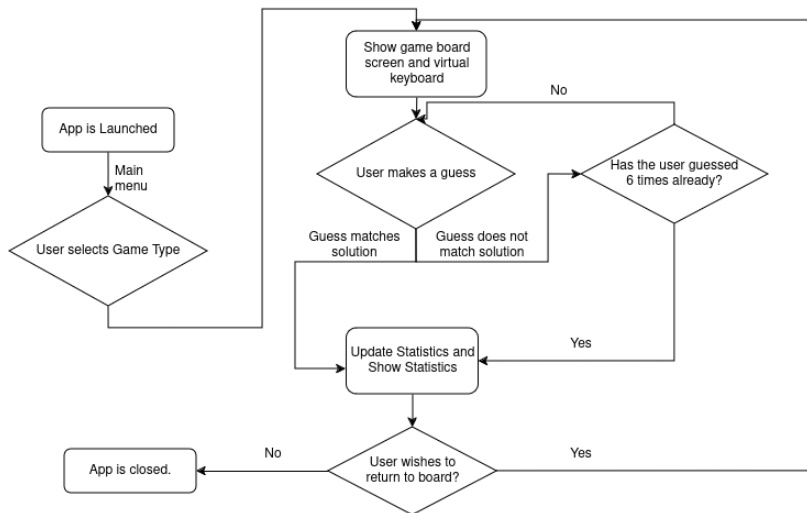 Show game board
screen and virtual
keyboard
No
App is Launched
Main
menu
User makes a guess
Has the user guessed
6 times already?
User selects Game Type
Guess matches
solution
Guess does not
match solution
Update Statistics and
Show Statistics
Yes
No
User wishes to
return to board?
Yes
App is closed.